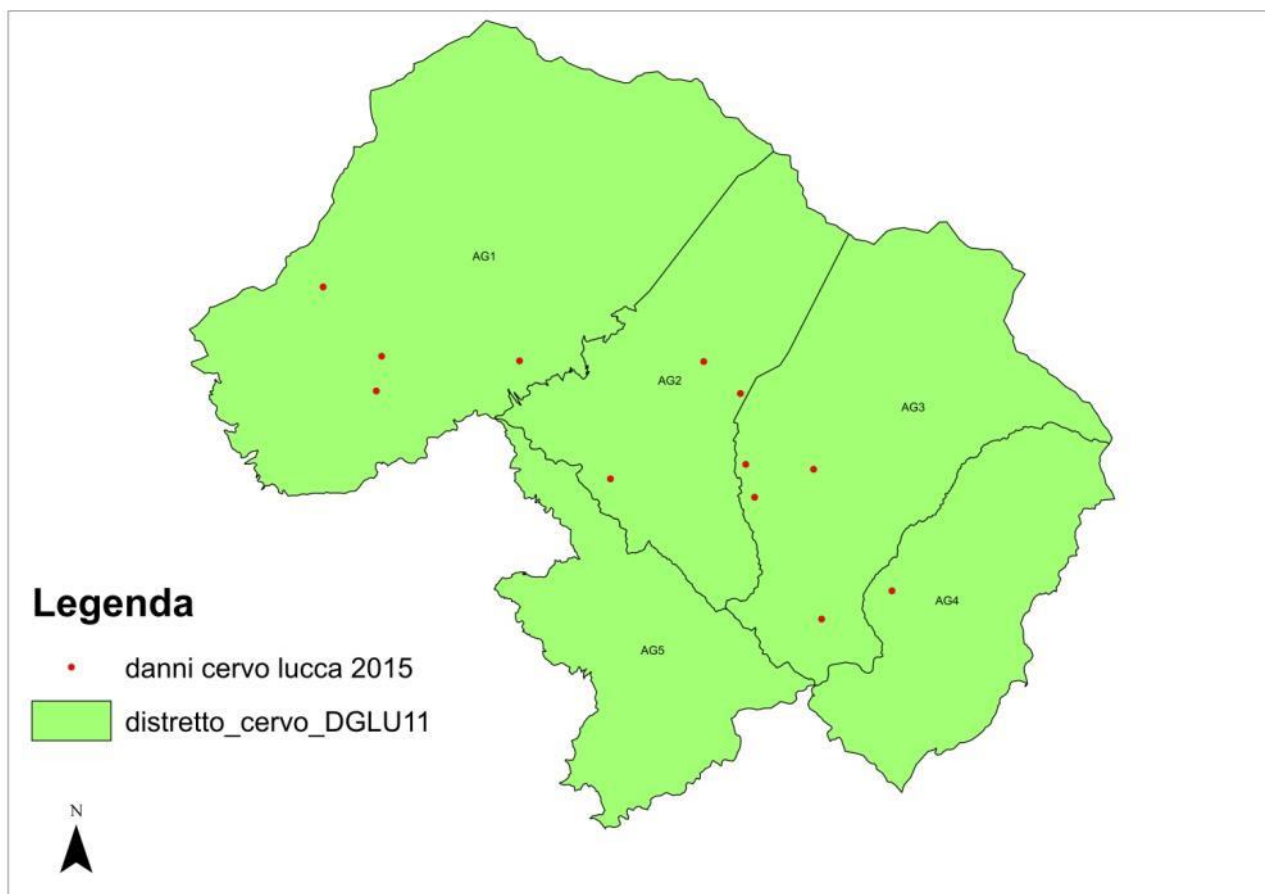 AG1
AG2
AG3
AG4
AG5
Legenda
danni cervo lucca 2015
distretto_cervo_DGLU11
N